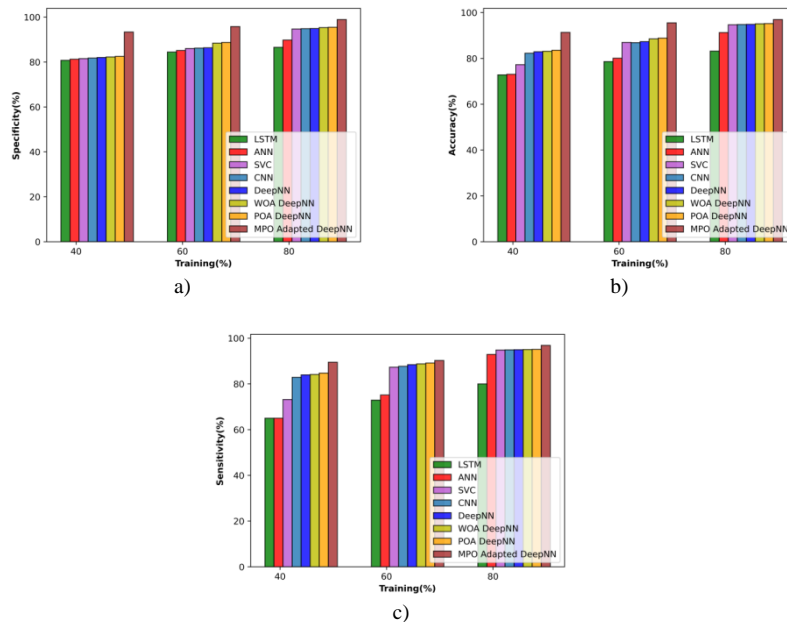 100
80
60
40
20
0
Specificity(%)
40
60
80
Training(%)
LSTM
ANN
SVC
CNN
DeepNN
WOA DeepNN
POA DeepNN
MPO Adapted DeepNN
a)
100
80
60
40
20
0
Accuracy(%)
40
60
80
Training(%)
LSTM
ANN
SVC
CNN
DeepNN
WOA DeepNN
POA DeepNN
MPO Adapted DeepNN
b)
100
80
60
40
20
0
Sensitivity(%)
40
60
80
Training(%)
LSTM
ANN
SVC
CNN
DeepNN
WOA DeepNN
POA DeepNN
MPO Adapted DeepNN
c)